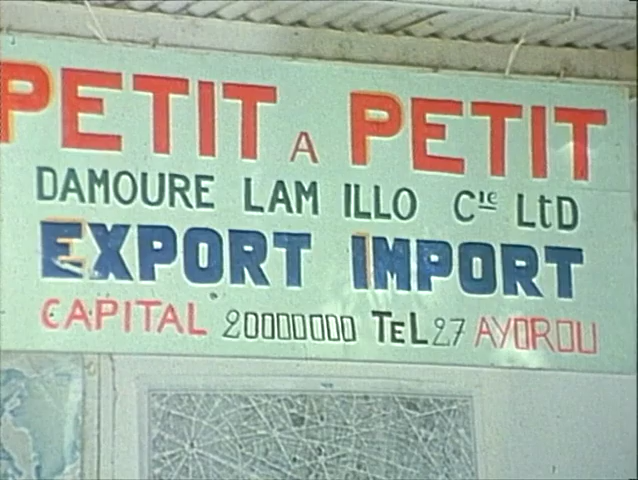 PETIT A PETIT
DAMOURE LAM ILLO Cie LtD
EXPORT IMPORT
CAPITAL 20000000 TEL 27 AYOROU